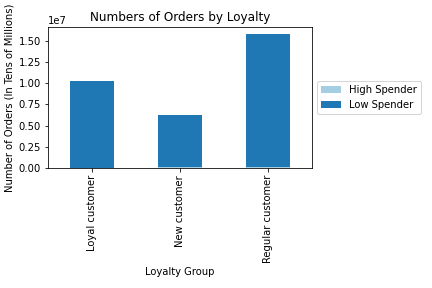 Numbers of Orders by Loyalty
1e7
Number of Orders (In Tens of Millions)
1.50
1.25
1.00
0.75
0.50
0.25
0.00
High Spender
Low Spender
Loyal customer
New customer
Regular customer
Loyalty Group